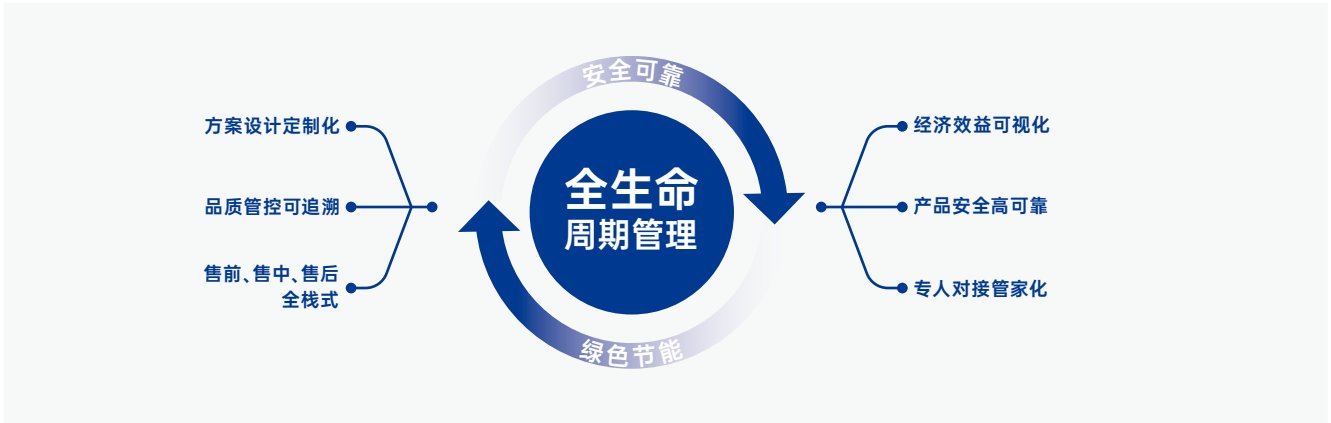 安全可靠
方案设计定制化
品质管控可追溯
售前、售中、售后
全栈式
全生命
周期管理
经济效益可视化
产品安全高可靠
专人对接管家化
绿色节能